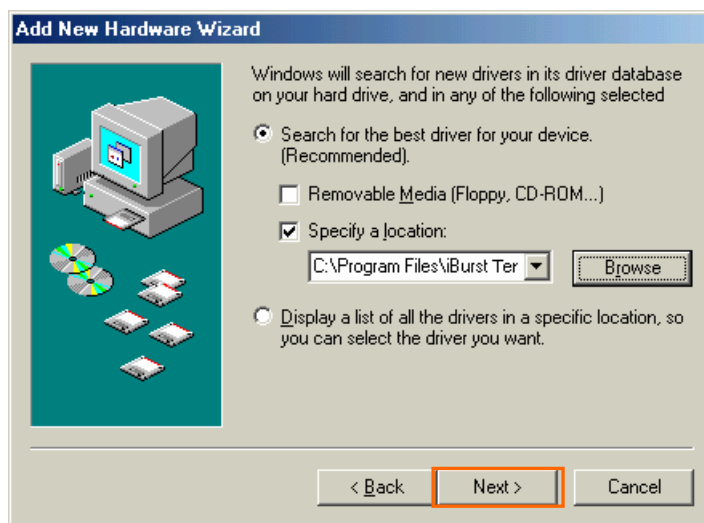 Add New Hardware Wizard
Windows will search for new drivers in its driver database
on your hard drive, and in any of the following selected
Search for the best driver for your device.
(Recommended).
Removable Media (Floppy, CD-ROM...)
Specify a location:
C:\Program Files\iBurst Ter
Browse
Display a list of all the drivers in a specific location, so
you can select the driver you want.
< Back
Next >
Cancel